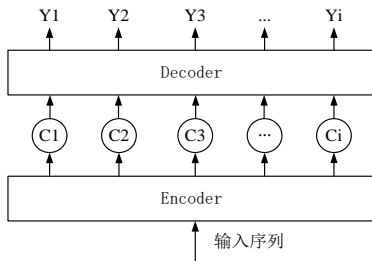 Y1 Y2 Y3 ... Yi
Decoder
C1 C2 C3 ... Ci
Encoder
输入序列